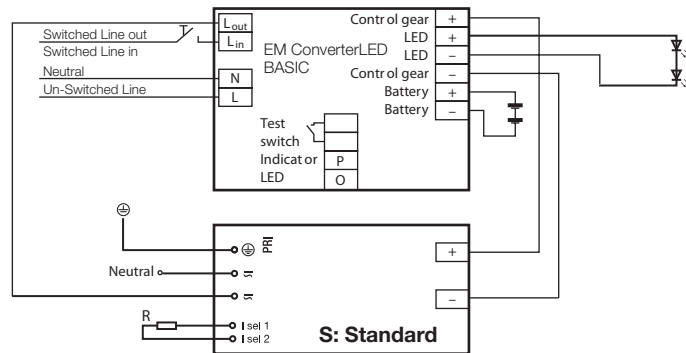 Switched Line out
Switched Line in
Neutral
Un-Switched Line
Lout
Lin
N
L
EM ConverterLED
BASIC
Control gear +
LED +
LED –
Control gear –
Battery +
Battery –
Test
switch
Indicator P
LED O
PRI
Neutral
R
I sel 1
I sel 2
+
–
S: Standard